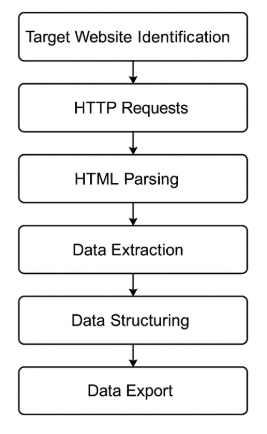 Target Website Identification
HTTP Requests
HTML Parsing
Data Extraction
Data Structuring
Data Export